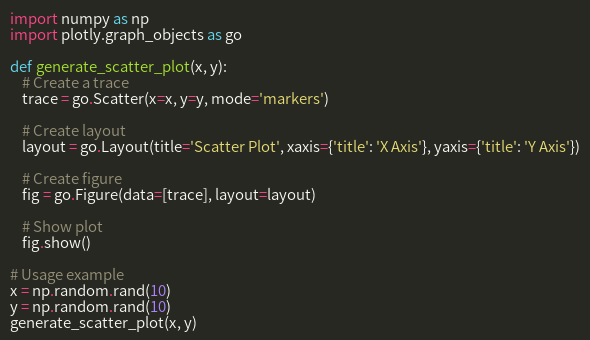 import numpy as np
import plotly.graph_objects as go

def generate_scatter_plot(x, y):
    # Create a trace
    trace = go.Scatter(x=x, y=y, mode='markers')

    # Create layout
    layout = go.Layout(title='Scatter Plot', xaxis={'title': 'X Axis'}, yaxis={'title': 'Y Axis'})

    # Create figure
    fig = go.Figure(data=[trace], layout=layout)

    # Show plot
    fig.show()

# Usage example
x = np.random.rand(10)
y = np.random.rand(10)
generate_scatter_plot(x, y)